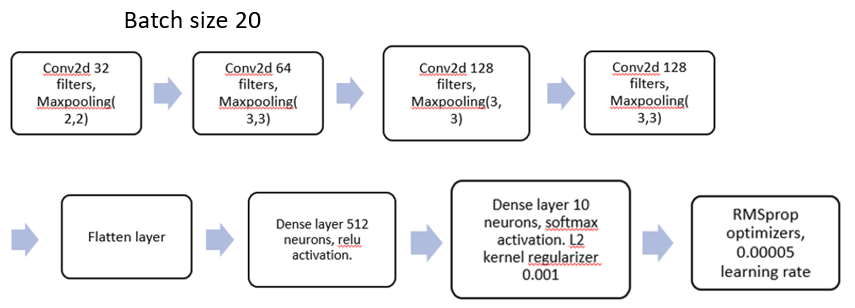 Batch size 20
Conv2d 32
filters,
Maxpooling(
2,2)
Conv2d 64
filters,
Maxpooling(
3,3)
Conv2d 128
filters,
Maxpooling(3,
3)
Conv2d 128
filters,
Maxpooling(
3,3)
Flatten layer
Dense layer 512
neurons, relu
activation.
Dense layer 10
neurons, softmax
activation. L2
kernel regularizer
0.001
RMSprop
optimizers,
0.00005
learning rate